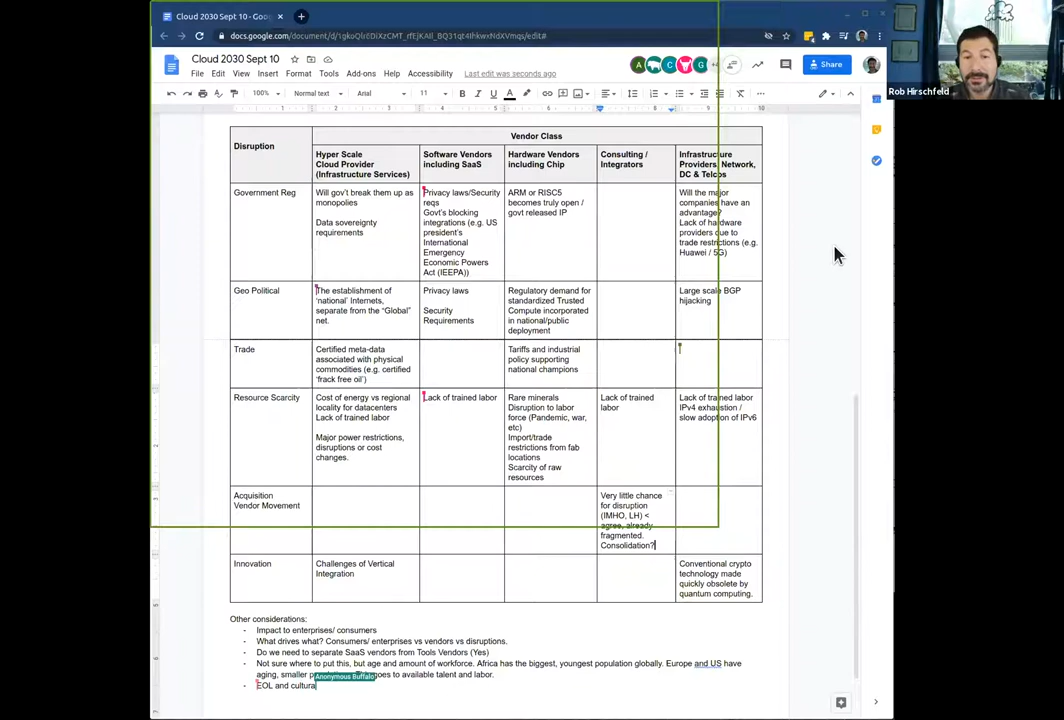 Cloud 2030 Sept 10 - Goo
Cloud 2030 Sept 10
File Edit View Insert Format Tools Add-ons Help Accessibility Last edit was seconds ago
Share
Rob Hirschfeld
100% Normal text Arial 11
Disruption
Vendor Class
Hyper Scale
Cloud Provider
(Infrastructure Services)
Software Vendors
including SaaS
Hardware Vendors
including Chip
Consulting /
Integrators
Infrastructure
Providers, Network,
DC & Telcos
Government Reg
Will gov't break them up as
monopolies
Data sovereignty
requirements
Privacy laws/Security
reqs
Govt's blocking
integrations (e.g. US
president's
International
Emergency
Economic Powers
Act (IEEPA))
ARM or RISC5
becomes truly open /
govt released IP
Will the major
companies have an
advantage?
Lack of hardware
providers due to
trade restrictions (e.g.
Huawei / 5G)
Geo Political
The establishment of
'national' Internets,
separate from the "Global"
net.
Privacy laws
Security
Requirements
Regulatory demand for
standardized Trusted
Compute incorporated
in national/public
deployment
Large scale BGP
hijacking
Trade
Certified meta-data
associated with physical
commodities (e.g. certified
'frack free oil')
Tariffs and industrial
policy supporting
national champions
Resource Scarcity
Cost of energy vs regional
locality for datacenters
Lack of trained labor
Major power restrictions,
disruptions or cost
changes.
Lack of trained labor
Rare minerals
Disruption to labor
force (Pandemic, war,
etc)
Import/trade
restrictions from fab
locations
Scarcity of raw
resources
Lack of trained
labor
Lack of trained labor
IPv4 exhaustion /
slow adoption of IPv6
Acquisition
Vendor Movement
Very little chance
for disruption
(IMHO, LH) <
agree, already
fragmented.
Consolidation?
Innovation
Challenges of Vertical
Integration
Conventional crypto
technology made
quickly obsolete by
quantum computing.
Other considerations:
- Impact to enterprises/ consumers
- What drives what? Consumers/ enterprises vs vendors vs disruptions.
- Do we need to separate SaaS vendors from Tools Vendors (Yes)
- Not sure where to put this, but age and amount of workforce. Africa has the biggest, youngest population globally. Europe and US have
aging, smaller goes to available talent and labor.
Anonymous Buffalo
- EOL and cultura